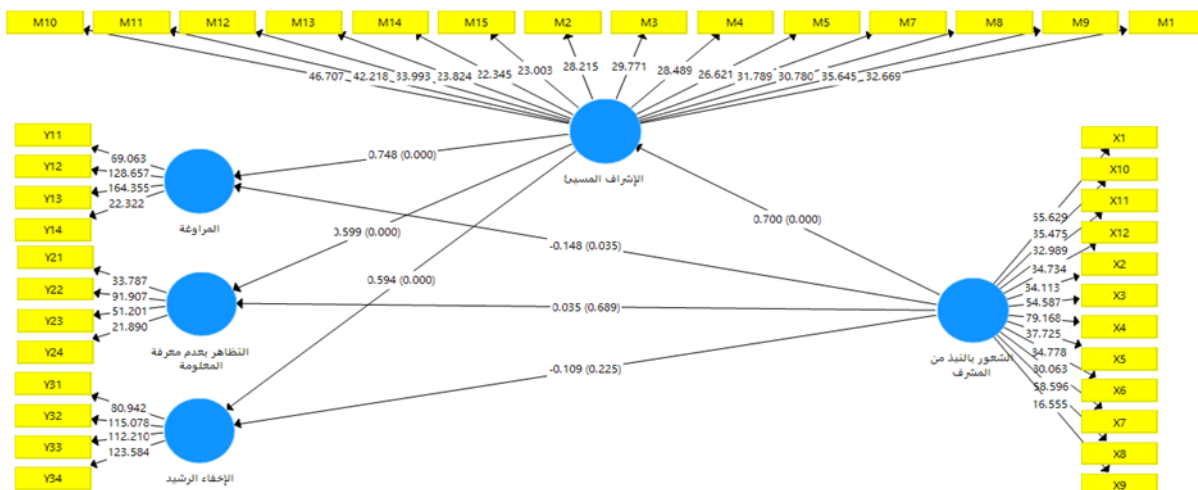 M10 M11 M12 M13 M14 M15 M2 M3 M4 M5 M7 M8 M9 M1
46.707 42.218 33.993 23.824 22.345 23.003 28.215 29.771 28.489 26.621 31.789 30.780 35.645 32.669
الإشراف المسيئ
Y11
Y12
Y13
Y14
69.063
128.657
164.355
22.322
المراوغة
0.748 (0.000)
0.599 (0.000)
0.594 (0.000)
0.700 (0.000)
-0.148 (0.035)
0.035 (0.689)
-0.109 (0.225)
Y21
Y22
Y23
Y24
33.787
91.907
51.201
21.890
التظاهر بعدم معرفة
المعلومة
Y31
Y32
Y33
Y34
80.942
115.078
112.210
123.584
الإخفاء الرشيد
الشعور بالنبذ من
المشرف
X1
X10
X11
X12
X2
X3
X4
X5
X6
X7
X8
X9
35.475
32.989
34.734
34.113
54.587
79.168
37.725
34.778
58.596
16.555